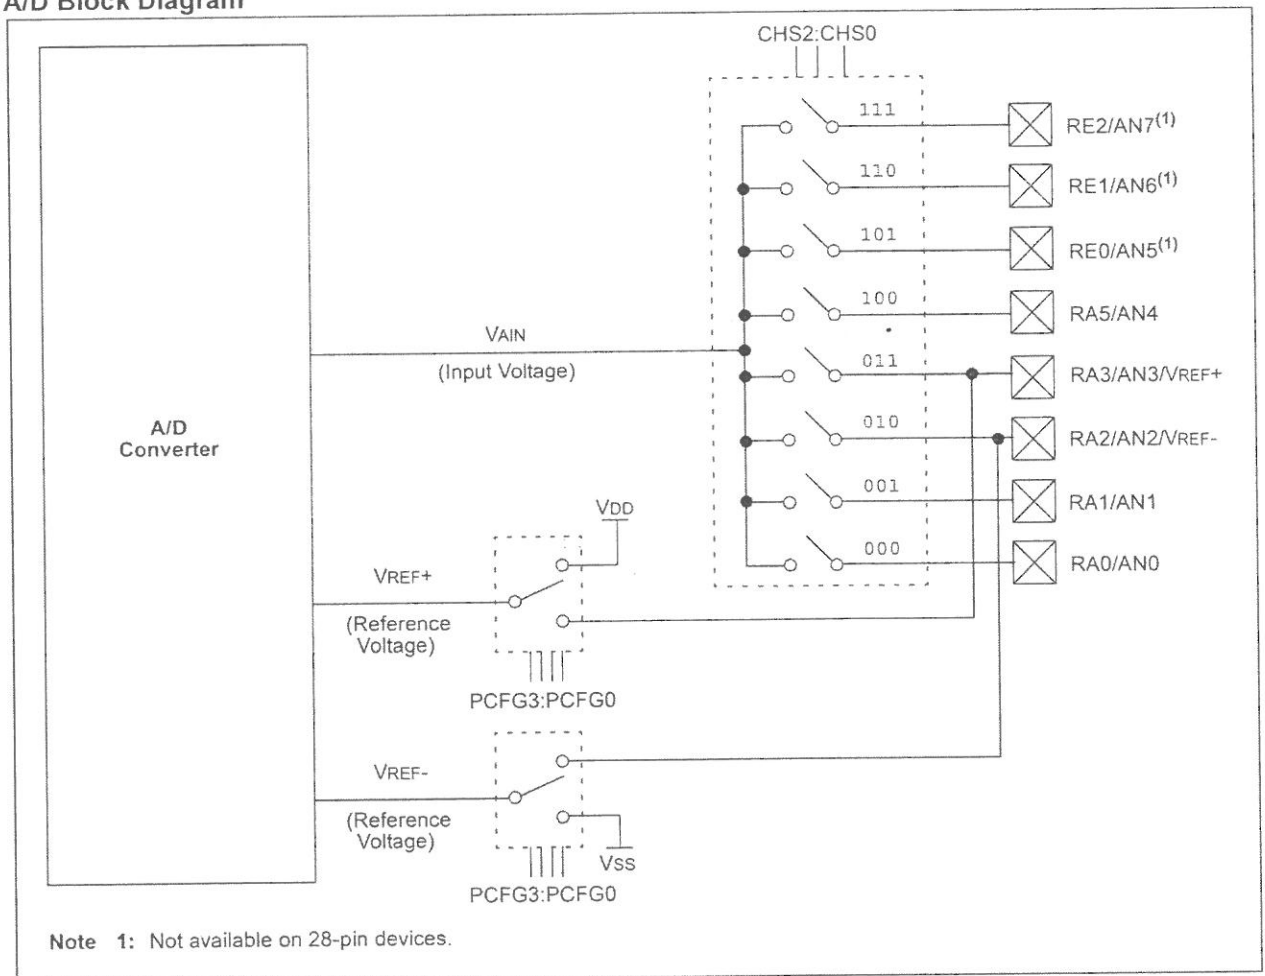 A/D Block Diagram
CHS2:CHS0
111
RE2/AN7(1)
110
RE1/AN6(1)
101
RE0/AN5(1)
100
RA5/AN4
VAIN
(Input Voltage)
011
RA3/AN3/VREF+
A/D
Converter
010
RA2/AN2/VREF-
001
RA1/AN1
VDD
000
RA0/AN0
VREF+
(Reference
Voltage)
PCFG3:PCFG0
VREF-
(Reference
Voltage)
VSS
PCFG3:PCFG0
Note 1: Not available on 28-pin devices.